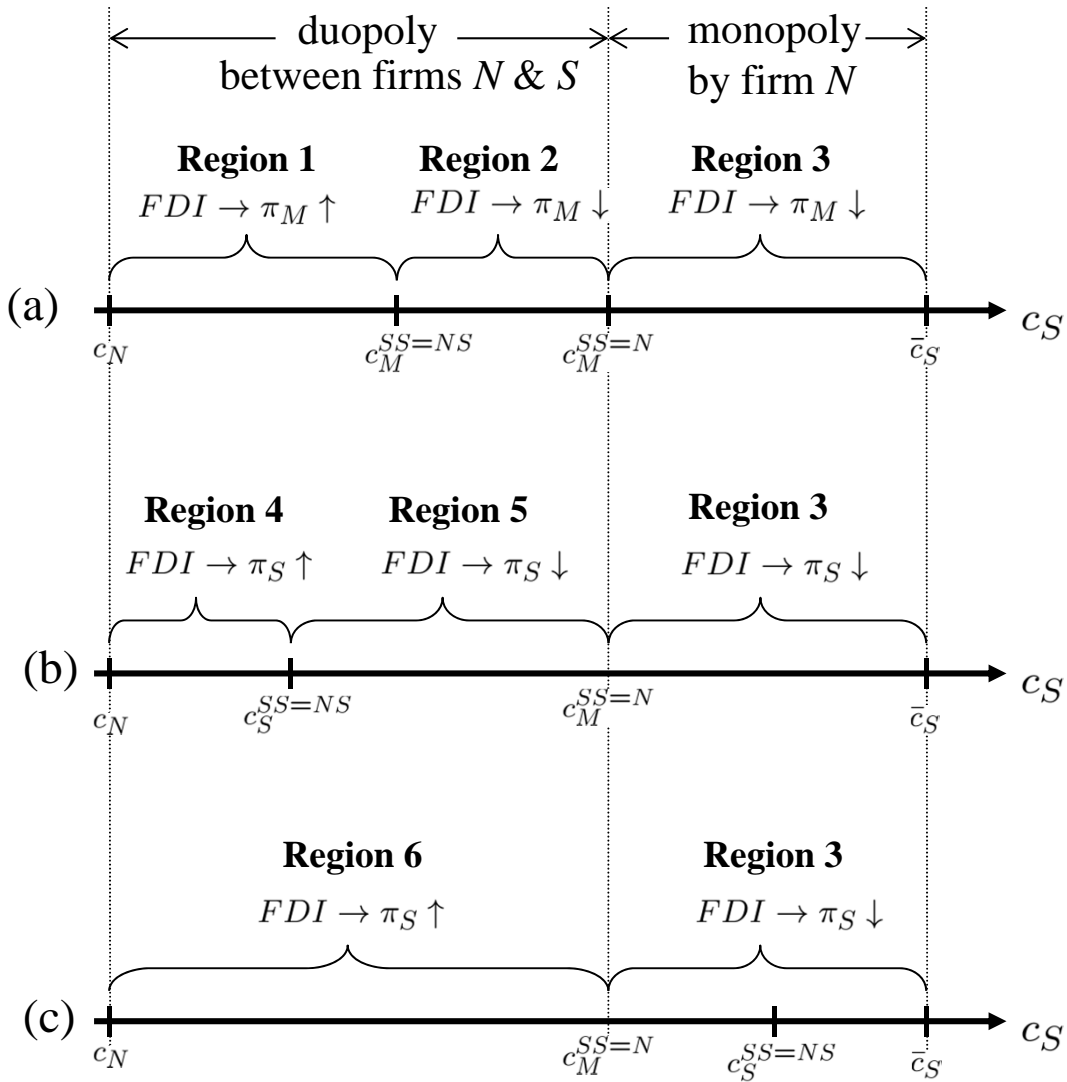 duopoly monopoly
between firms N & S by firm N
Region 1 Region 2 Region 3
FDI → π_M ↑ FDI → π_M ↓ FDI → π_M ↓
(a) c_S
c_N c_M^{SS=NS} c_M^{SS=N} c̄_S
Region 4 Region 5 Region 3
FDI → π_S ↑ FDI → π_S ↓ FDI → π_S ↓
(b) c_S
c_N c_S^{SS=NS} c_M^{SS=N} c̄_S
Region 6 Region 3
FDI → π_S ↑ FDI → π_S ↓
(c) c_S
c_N c_M^{SS=N} c_S^{SS=NS} c̄_S